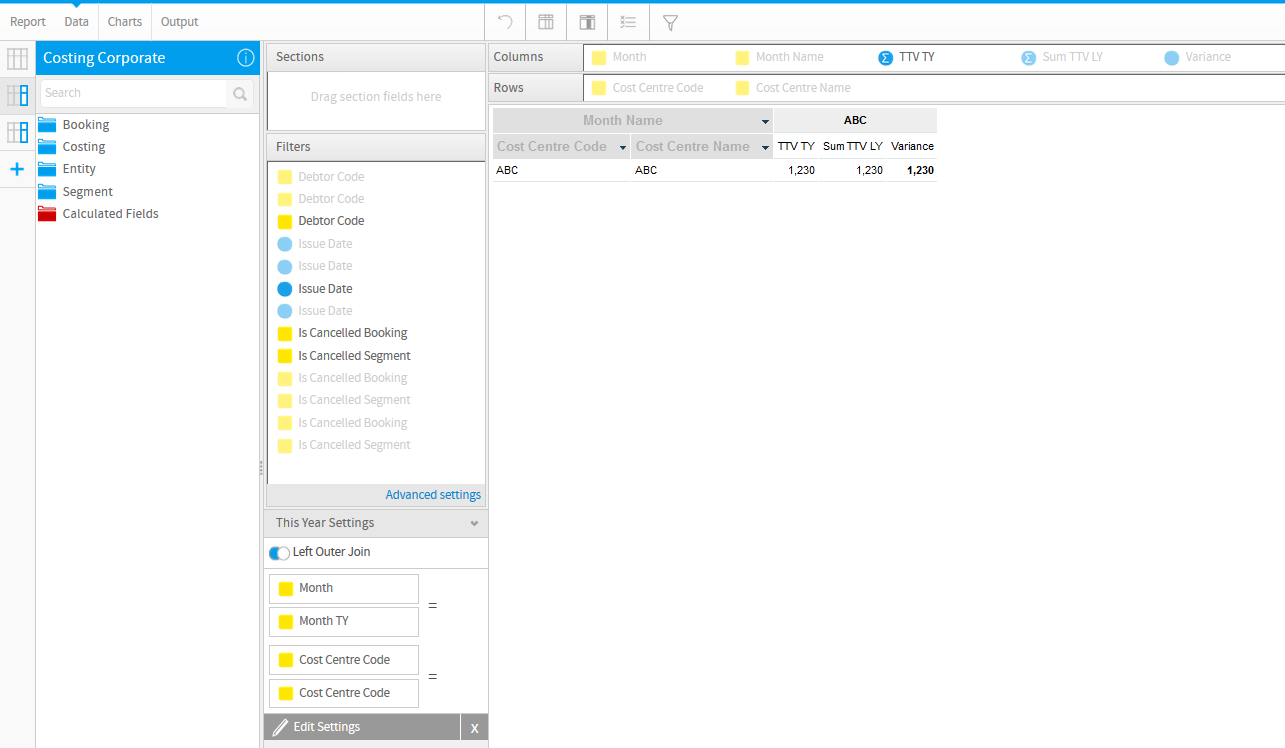 Report Data Charts Output
Costing Corporate
Search
Booking
Costing
Entity
Segment
Calculated Fields
Sections
Drag section fields here
Filters
Debtor Code
Debtor Code
Debtor Code
Issue Date
Issue Date
Issue Date
Issue Date
Is Cancelled Booking
Is Cancelled Segment
Is Cancelled Booking
Is Cancelled Segment
Is Cancelled Booking
Is Cancelled Segment
Advanced settings
This Year Settings
Left Outer Join
Month
=
Month TY
Cost Centre Code
=
Cost Centre Code
Edit Settings X
Columns Month Month Name Σ TTV TY Σ Sum TTV LY Variance
Rows Cost Centre Code Cost Centre Name
Month Name ABC
Cost Centre Code Cost Centre Name TTV TY Sum TTV LY Variance
ABC ABC 1,230 1,230 1,230